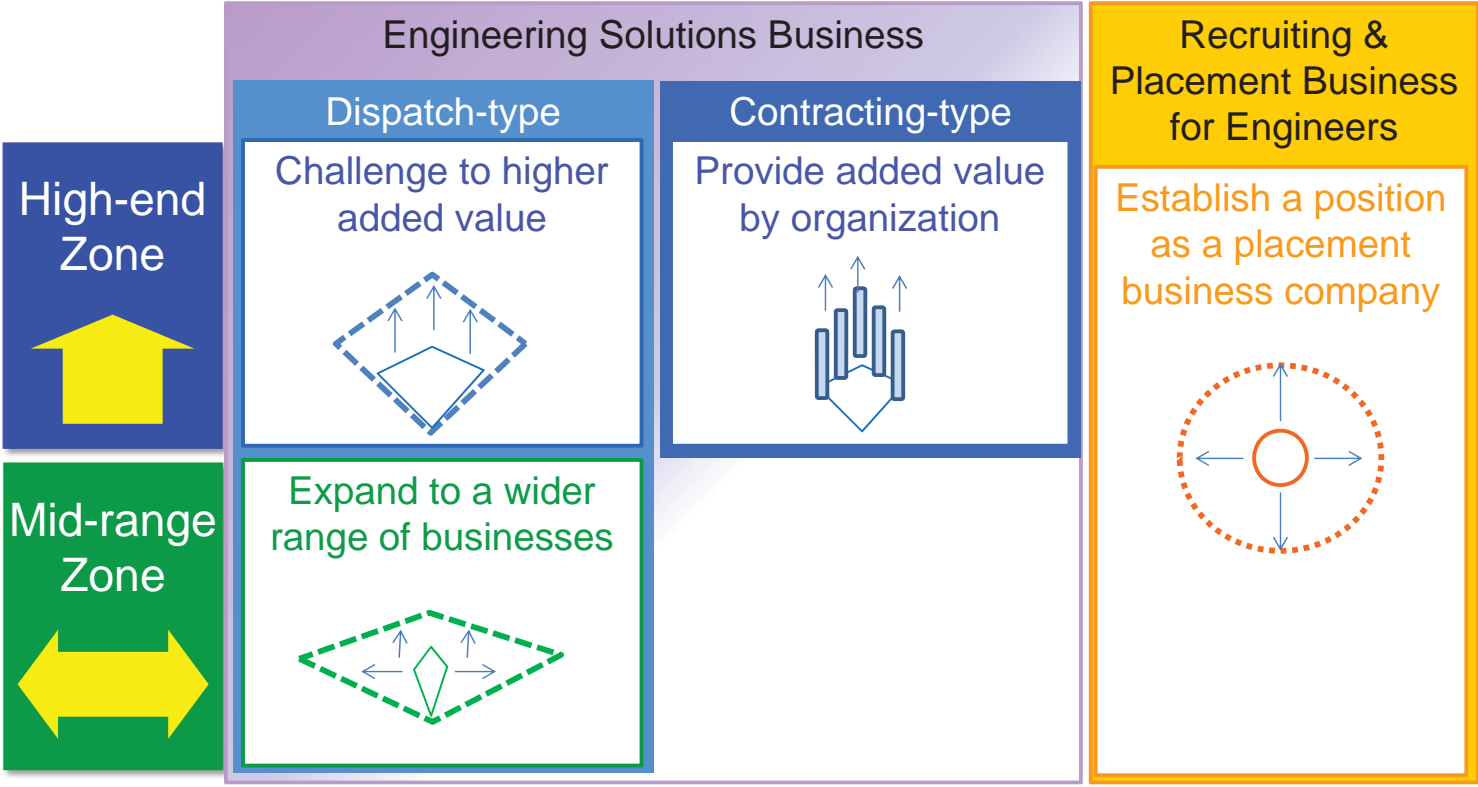 Engineering Solutions Business
Recruiting &
Placement Business
for Engineers
Dispatch-type
Contracting-type
High-end
Zone
Challenge to higher
added value
Provide added value
by organization
Establish a position
as a placement
business company
Mid-range
Zone
Expand to a wider
range of businesses